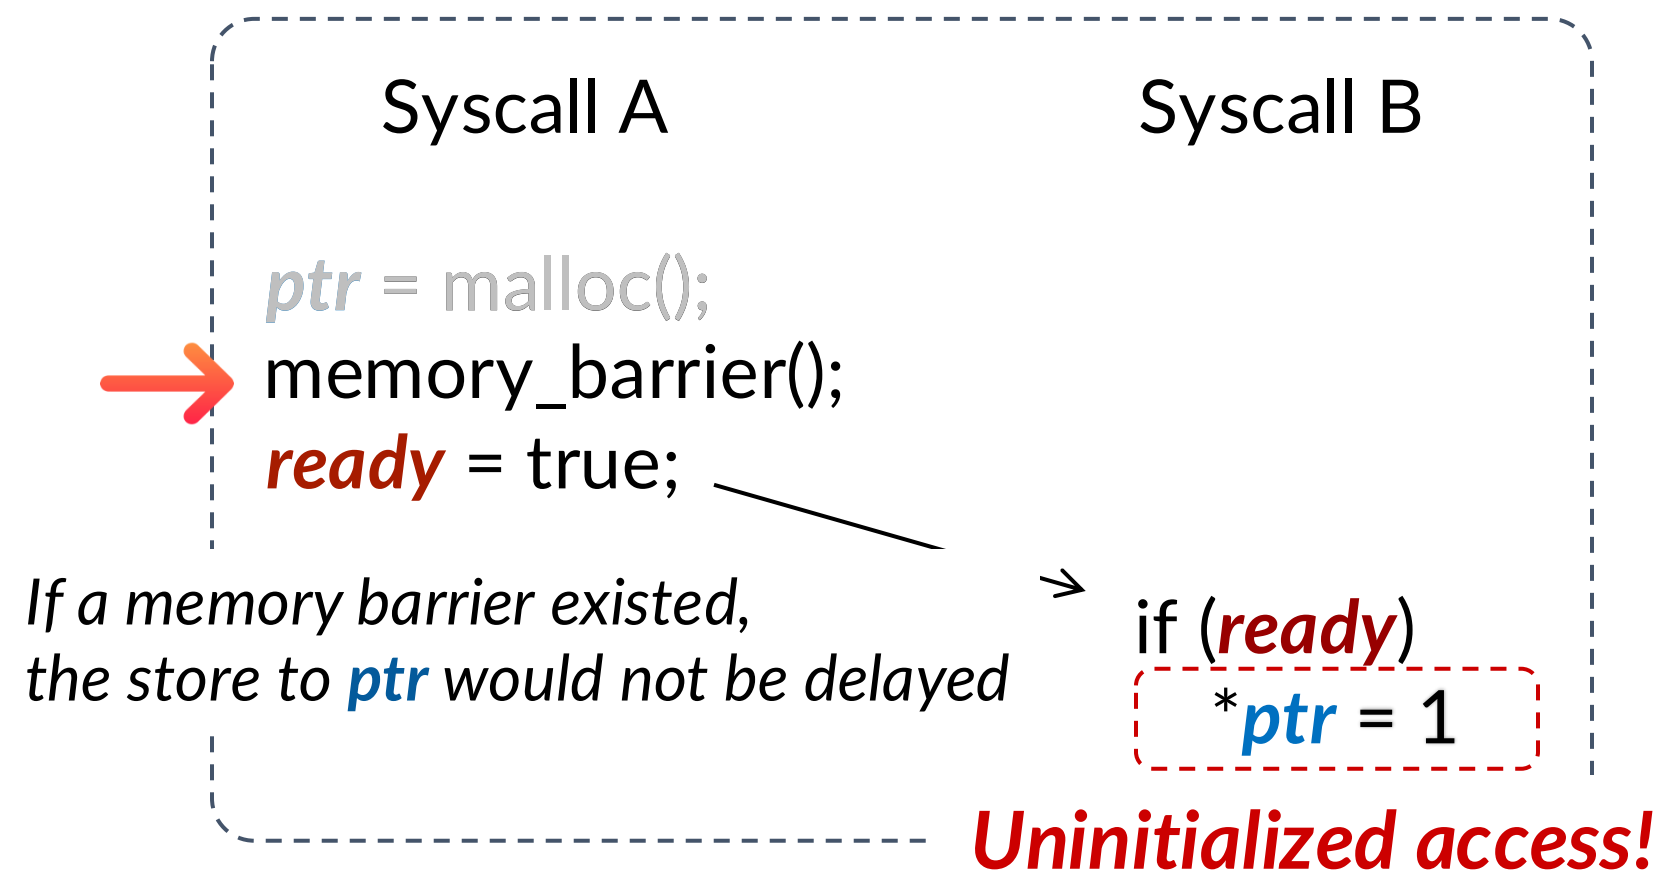 Syscall A
Syscall B
ptr = malloc();
memory_barrier();
ready = true;
If a memory barrier existed,
the store to ptr would not be delayed
if (ready)
*ptr = 1
Uninitialized access!